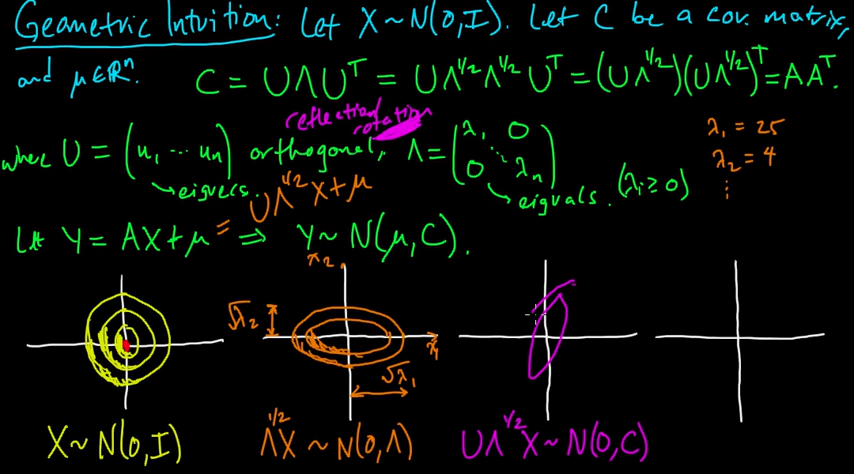 Geometric Intuition: Let X ~ N(0, I). Let C be a cov. matrix,
and μ∈ℝⁿ. C = UΛUᵀ = UΛ^{1/2}Λ^{1/2}Uᵀ = (UΛ^{1/2})(UΛ^{1/2})ᵀ = AAᵀ.
reflection/
rotation
where U = (u₁ ⋯ uₙ) orthogonal, Λ = (λ₁ 0 ⋱ 0 λₙ) (λᵢ ≥ 0)
λ₁ = 25
λ₂ = 4
⋮
eigvecs.
eigvals.
Let Y = AX + μ = UΛ^{1/2}X + μ ⇒ Y ~ N(μ, C).
x₂
√λ₂
x₁
√λ₁
X ~ N(0, I)
Λ^{1/2}X ~ N(0, Λ)
UΛ^{1/2}X ~ N(0, C)